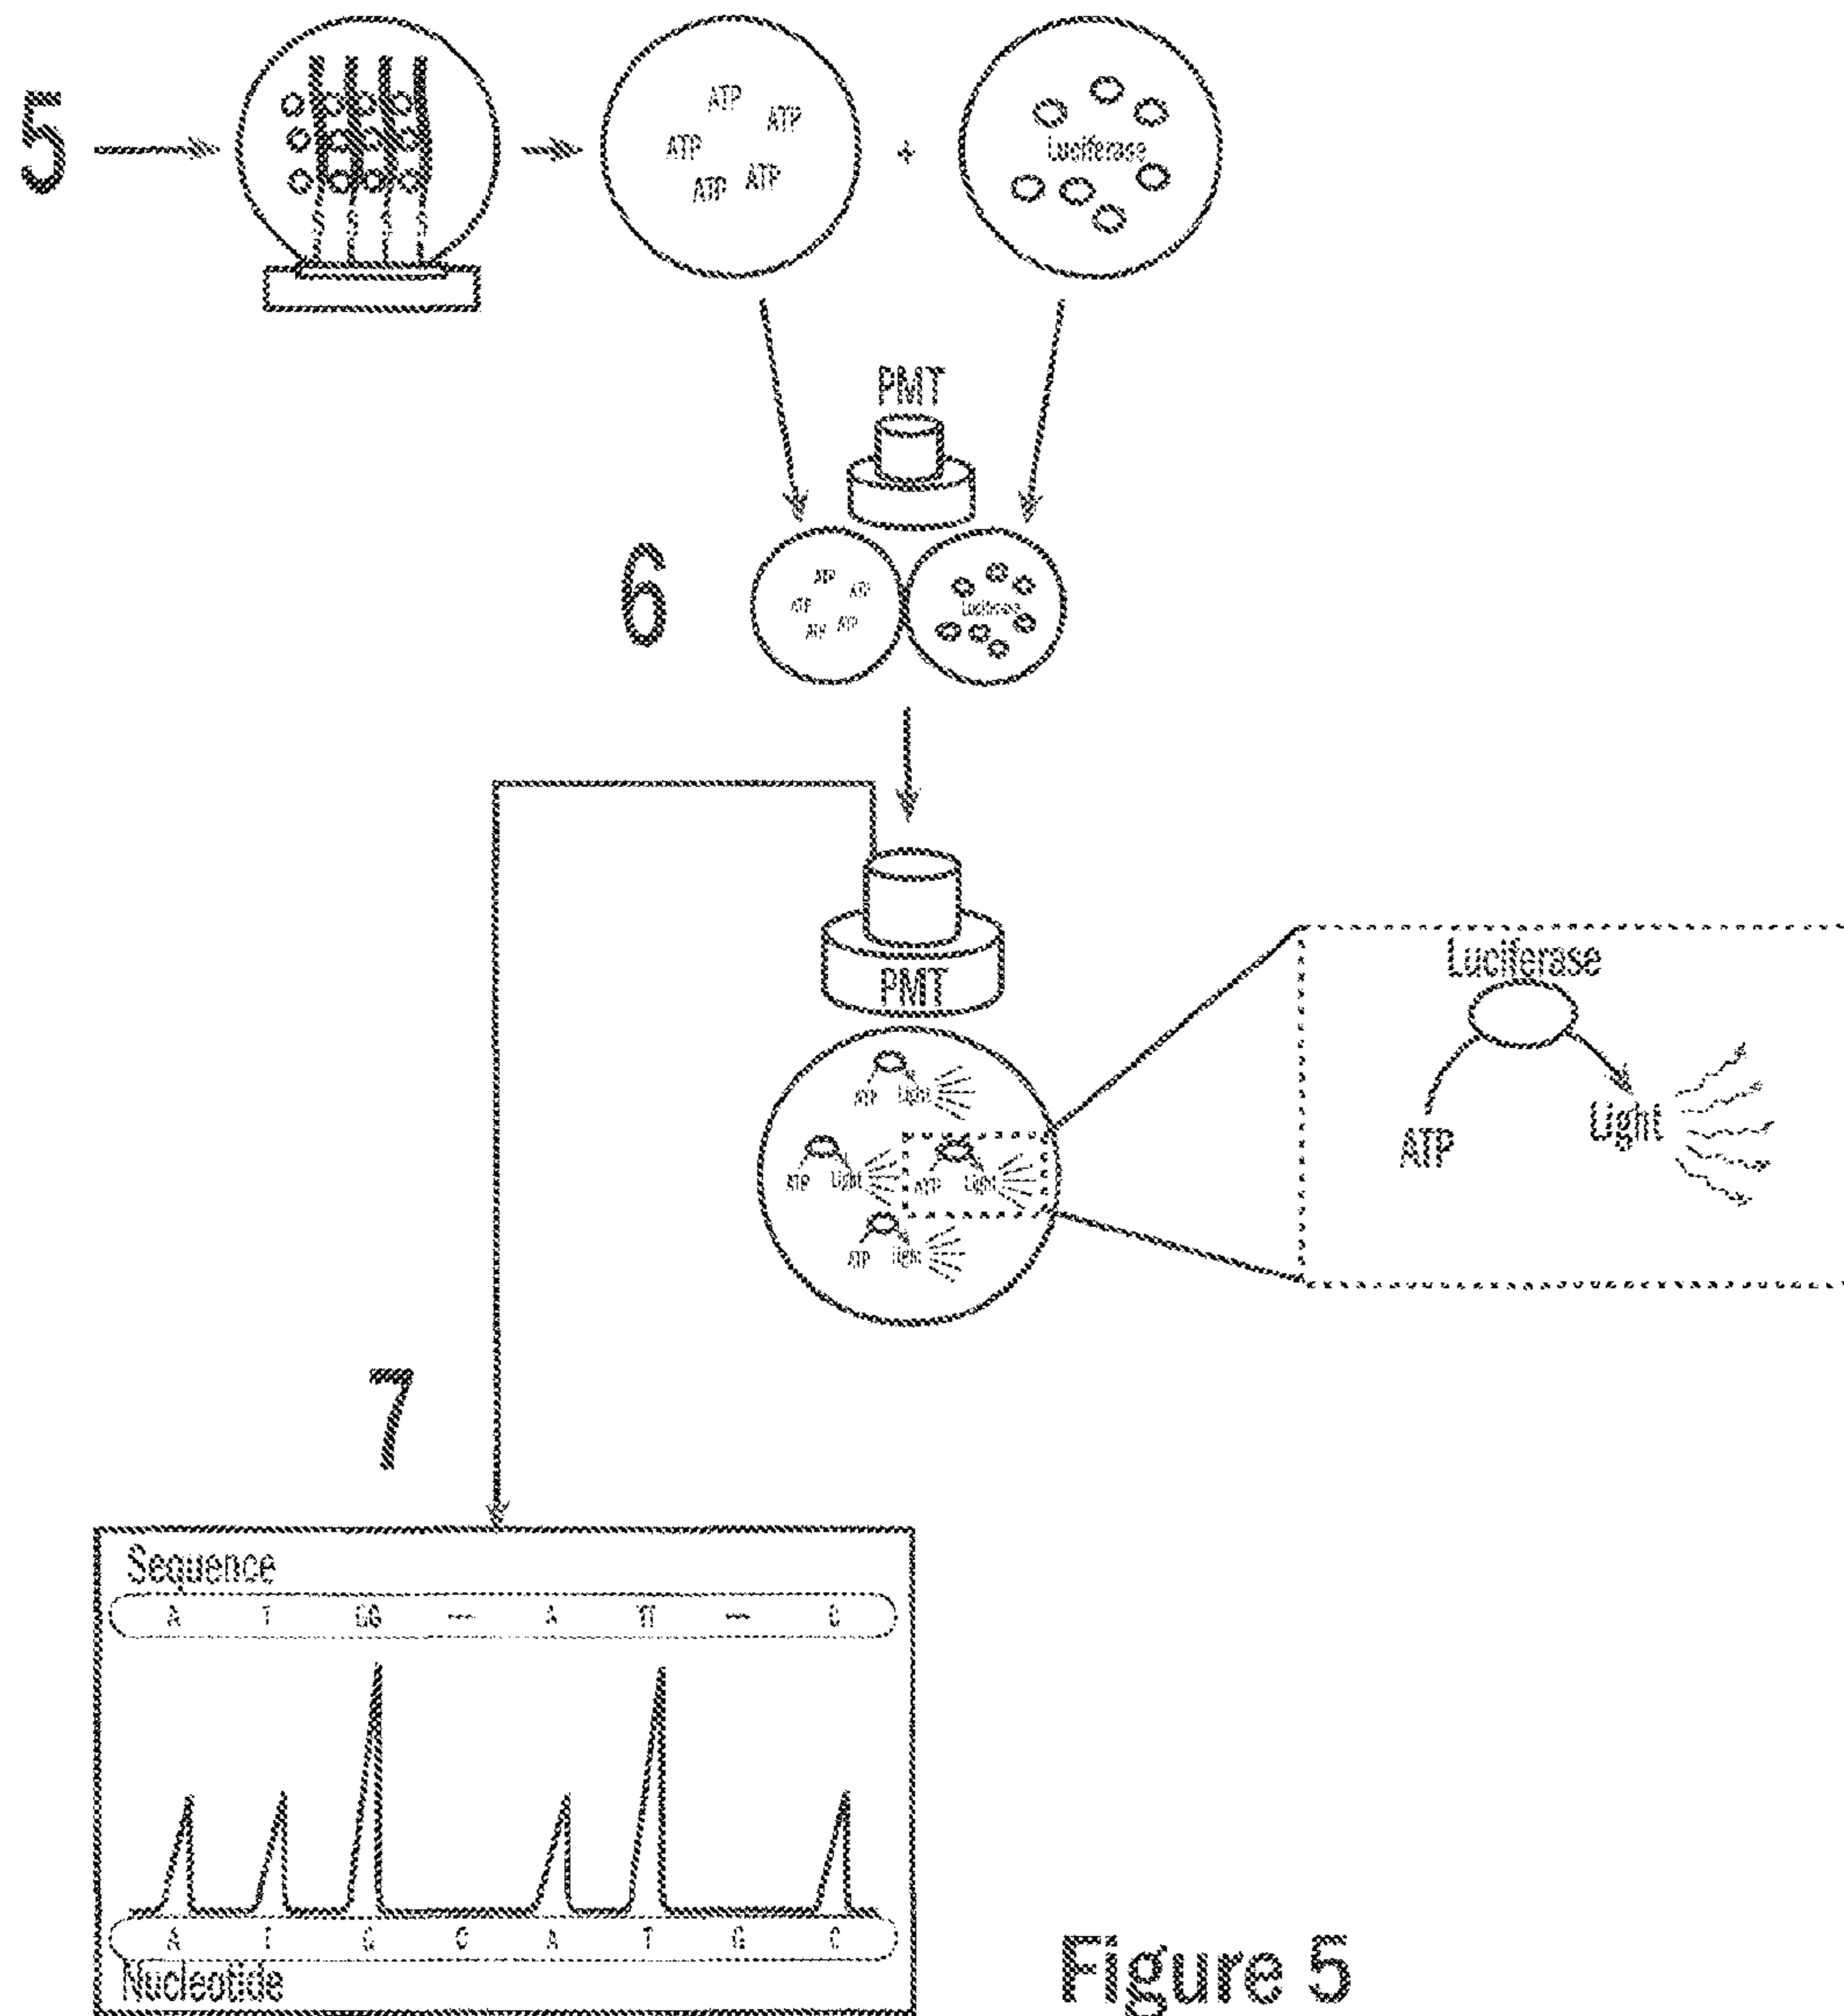 5
ATP
ATP
ATP
ATP ATP
+
Luciferase
PMT
6
ATP
ATP
ATP
ATP ATP
Luciferase
PMT
ATP Light
ATP Light
ATP Light
ATP Light
Luciferase
ATP
Light
7
Sequence
A T GG --- A TT --- C
A T G C A T G C
Nucleotide
Figure 5